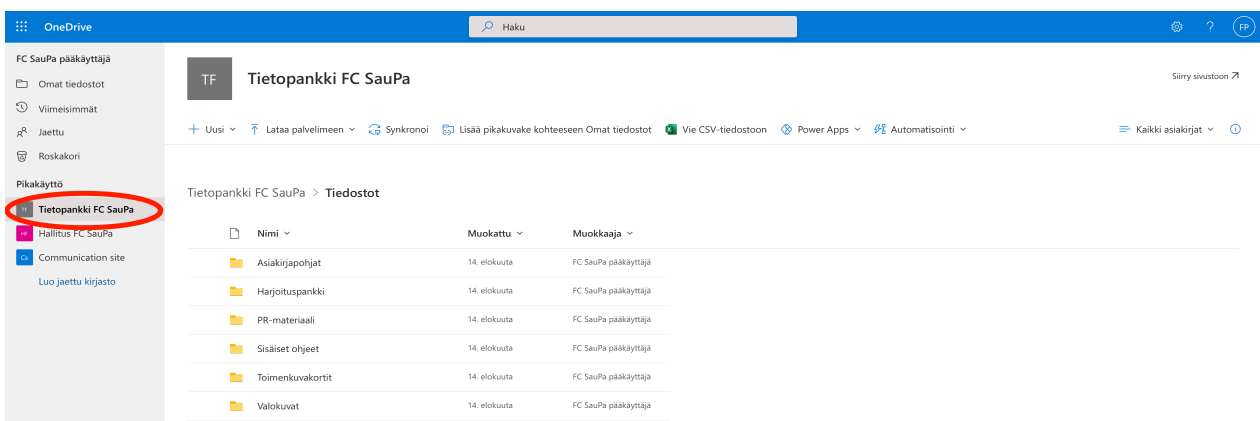 OneDrive
Haku
?
FP
FC SauPa pääkäyttäjä
Omat tiedostot
Viimeisimmät
Jaettu
Roskakori
Pikakäyttö
TF Tietopankki FC SauPa
HF Hallitus FC SauPa
Cs Communication site
Luo jaettu kirjasto
TF Tietopankki FC SauPa
Siirry sivustoon
Uusi Lataa palvelimeen Synkronoi Lisää pikakuvake kohteeseen Omat tiedostot Vie CSV-tiedostoon Power Apps Automatisointi Kaikki asiakirjat
Tietopankki FC SauPa > Tiedostot
Nimi Muokattu Muokkaaja
Asiakirjapohjat 14. elokuuta FC SauPa pääkäyttäjä
Harjoituspankki 14. elokuuta FC SauPa pääkäyttäjä
PR-materiaali 14. elokuuta FC SauPa pääkäyttäjä
Sisäiset ohjeet 14. elokuuta FC SauPa pääkäyttäjä
Toimenkuvakortit 14. elokuuta FC SauPa pääkäyttäjä
Valokuvat 14. elokuuta FC SauPa pääkäyttäjä